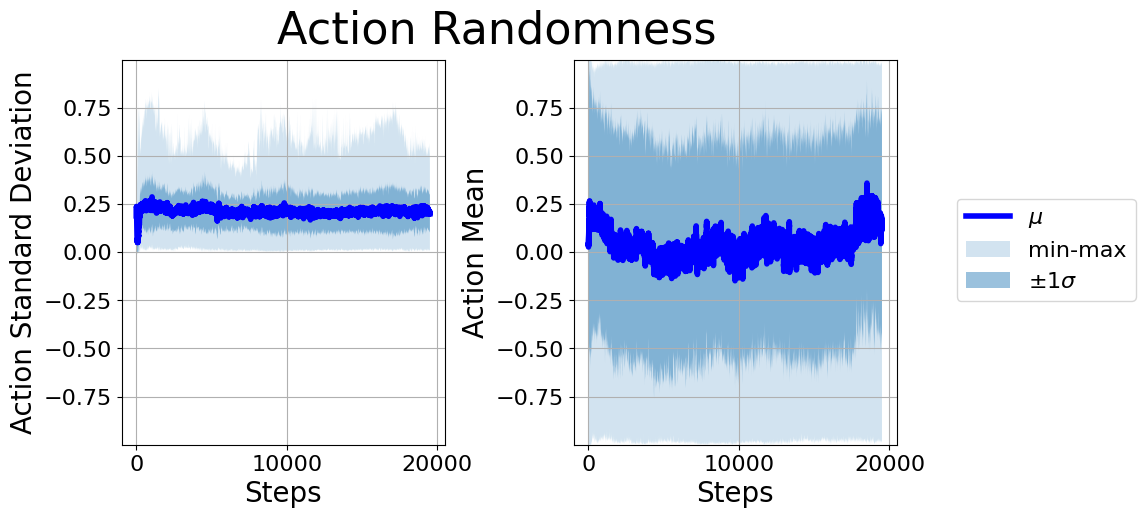 Action Randomness
Action Standard Deviation
0.75
0.50
0.25
0.00
−0.25
−0.50
−0.75
0 10000 20000
Steps
Action Mean
0.75
0.50
0.25
0.00
−0.25
−0.50
−0.75
0 10000 20000
Steps
μ
min-max
±1σ